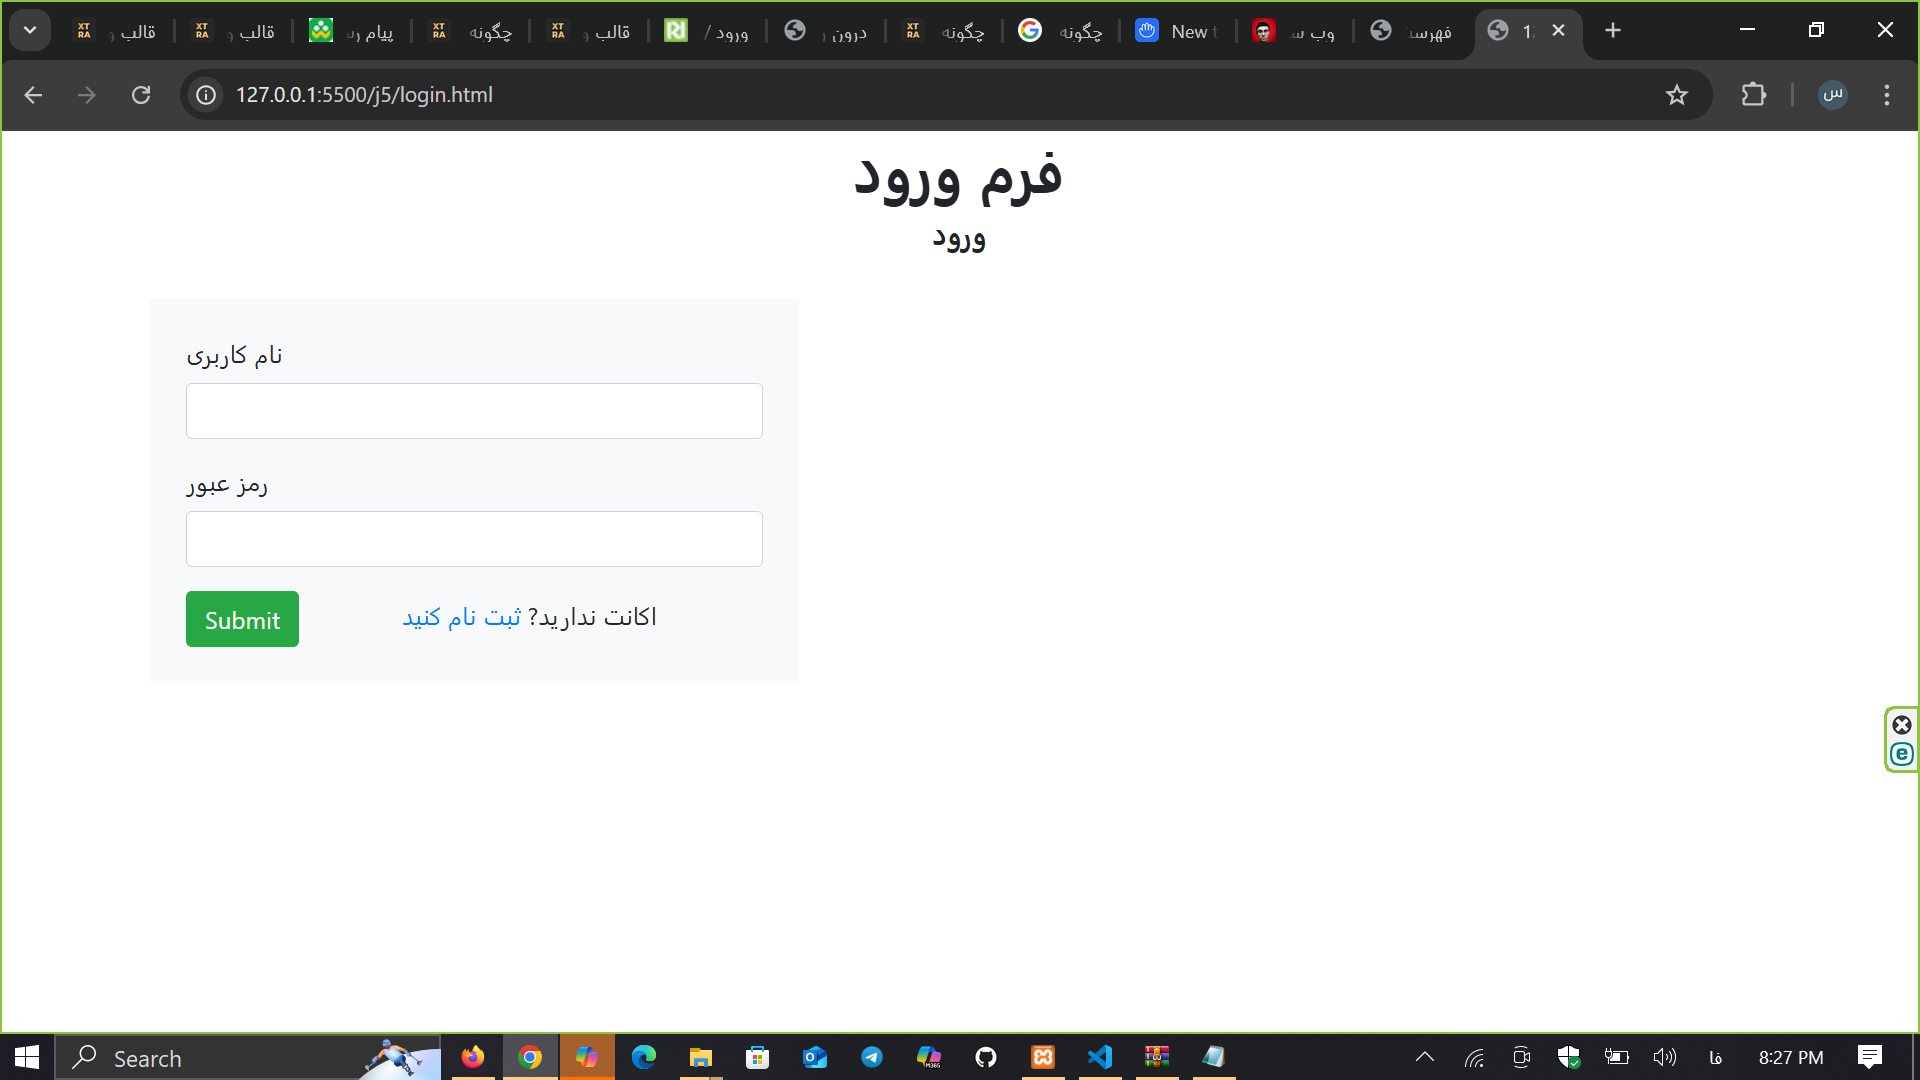 قالب و
قالب و
پیام رس
چگونه
قالب و
ورود /
درون ر
چگونه
چگونه
New t
وب س
فهرست
12
127.0.0.1:5500/j5/login.html
س
فرم ورود
ورود
نام کاربری
رمز عبور
Submit
اکانت ندارید? ثبت نام کنید
Search
فا
8:27 PM